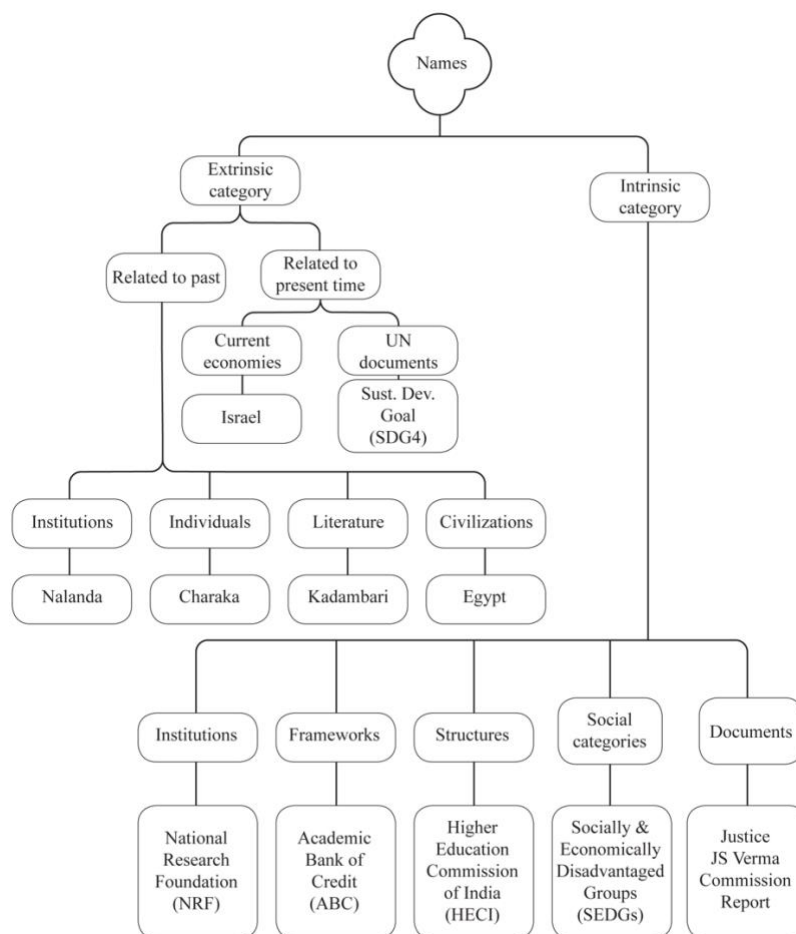 Names
Extrinsic
category
Intrinsic
category
Related to past
Related to
present time
Current
economies
UN
documents
Israel
Sust. Dev.
Goal
(SDG4)
Institutions
Individuals
Literature
Civilizations
Nalanda
Charaka
Kadambari
Egypt
Institutions
Frameworks
Structures
Social
categories
Documents
National
Research
Foundation
(NRF)
Academic
Bank of
Credit
(ABC)
Higher
Education
Commission
of India
(HECI)
Socially &
Economically
Disadvantaged
Groups
(SEDGs)
Justice
JS Verma
Commission
Report